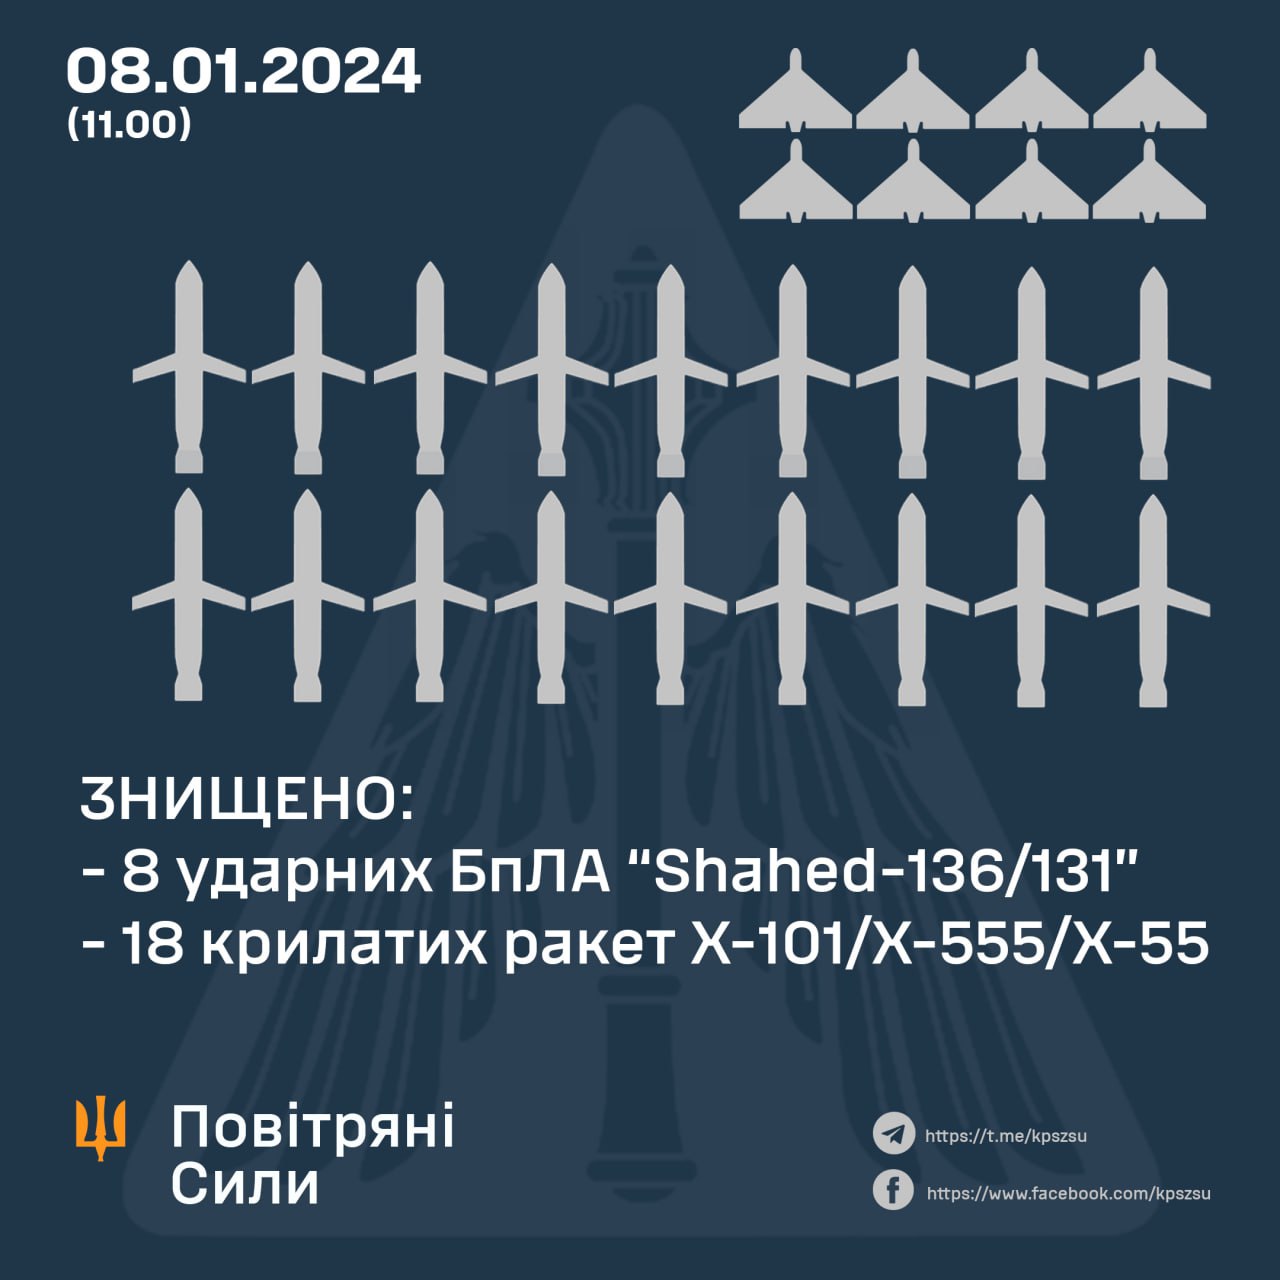 08.01.2024
(11.00)
ЗНИЩЕНО:
- 8 ударних БпЛА “Shahed-136/131”
- 18 крилатих ракет Х-101/Х-555/Х-55
Повітряні
Сили
https://t.me/kpszsu
https://www.facebook.com/kpszsu